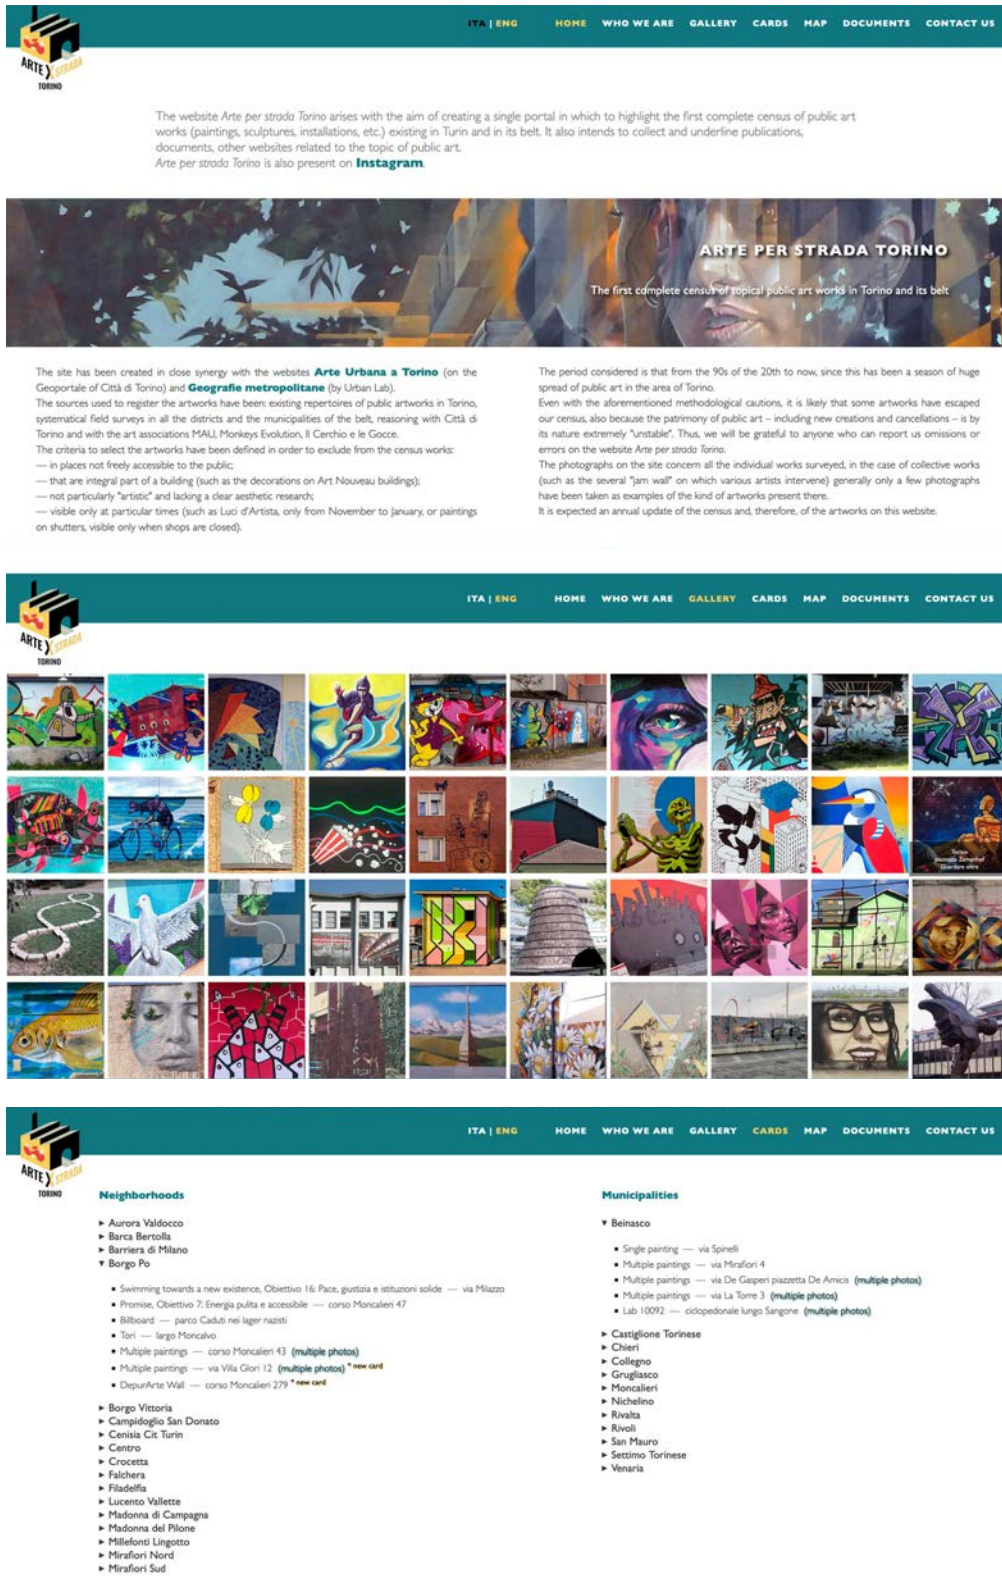 ITA | ENG HOME WHO WE ARE GALLERY CARDS MAP DOCUMENTS CONTACT US
ARTE X STRADA
TORINO
The website Arte per strada Torino arises with the aim of creating a single portal in which to highlight the first complete census of public art
works (paintings, sculptures, installations, etc.) existing in Turin and in its belt. It also intends to collect and underline publications,
documents, other websites related to the topic of public art.
Arte per strada Torino is also present on Instagram.
ARTE PER STRADA TORINO
The first complete census of topical public art works in Torino and its belt
The site has been created in close synergy with the websites Arte Urbana a Torino (on the
Geoportale of Città di Torino) and Geografie metropolitane (by Urban Lab).
The sources used to register the artworks have been: existing repertoires of public artworks in Torino,
systematical field surveys in all the districts and the municipalities of the belt, reasoning with Città di
Torino and with the art associations MAU, Monkeys Evolution, Il Cerchio e le Gocce.
The criteria to select the artworks have been defined in order to exclude from the census works:
— in places not freely accessible to the public;
— that are integral part of a building (such as the decorations on Art Nouveau buildings);
— not particularly "artistic" and lacking a clear aesthetic research;
— visible only at particular times (such as Luci d'Artista, only from November to January, or paintings
on shutters, visible only when shops are closed).
The period considered is that from the 90s of the 20th to now, since this has been a season of huge
spread of public art in the area of Torino.
Even with the aforementioned methodological cautions, it is likely that some artworks have escaped
our census, also because the patrimony of public art – including new creations and cancellations – is by
its nature extremely "unstable". Thus, we will be grateful to anyone who can report us omissions or
errors on the website Arte per strada Torino.
The photographs on the site concern all the individual works surveyed, in the case of collective works
(such as the several "jam wall" on which various artists intervene) generally only a few photographs
have been taken as examples of the kind of artworks present there.
It is expected an annual update of the census and, therefore, of the artworks on this website.
ITA | ENG HOME WHO WE ARE GALLERY CARDS MAP DOCUMENTS CONTACT US
ARTE X STRADA
TORINO
Torino
piazzetta Zamenhof
Guardare oltre
ITA | ENG HOME WHO WE ARE GALLERY CARDS MAP DOCUMENTS CONTACT US
ARTE X STRADA
TORINO
Neighborhoods
► Aurora Valdocco
► Barca Bertolla
► Barriera di Milano
▼ Borgo Po
▪ Swimming towards a new existence, Obiettivo 16: Pace, giustizia e istituzioni solide — via Milazzo
▪ Promise, Obiettivo 7: Energia pulita e accessibile — corso Moncalieri 47
▪ Billboard — parco Caduti nei lager nazisti
▪ Tori — largo Moncalvo
▪ Multiple paintings — corso Moncalieri 43 (multiple photos)
▪ Multiple paintings — via Villa Glori 12 (multiple photos) * new card
▪ DepurArte Wall — corso Moncalieri 279 * new card
► Borgo Vittoria
► Campidoglio San Donato
► Cenisia Cit Turin
► Centro
► Crocetta
► Falchera
► Filadelfia
► Lucento Vallette
► Madonna di Campagna
► Madonna del Pilone
► Millefonti Lingotto
► Mirafiori Nord
► Mirafiori Sud
Municipalities
▼ Beinasco
▪ Single painting — via Spinelli
▪ Multiple paintings — via Mirafiori 4
▪ Multiple paintings — via De Gasperi piazzetta De Amicis (multiple photos)
▪ Multiple paintings — via La Torre 3 (multiple photos)
▪ Lab 10092 — ciclopedonale lungo Sangone (multiple photos)
► Castiglione Torinese
► Chieri
► Collegno
► Grugliasco
► Moncalieri
► Nichelino
► Rivalta
► Rivoli
► San Mauro
► Settimo Torinese
► Venaria